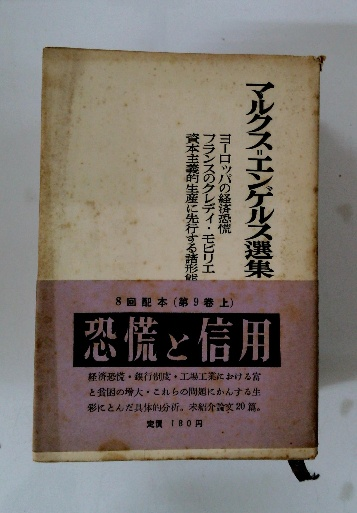 マルクス=エンゲルス選集
ヨーロッパの経済恐慌
フランスのクレディ・モビリエ
資本主義的生産に先行する諸形態
8回配本(第9巻上)
恐慌と信用
経済恐慌・銀行制度・工場工業における富
と貧困の増大・これらの問題にかんする生
彩にとんだ具体的分析。未紹介論文20篇。
定價 180円